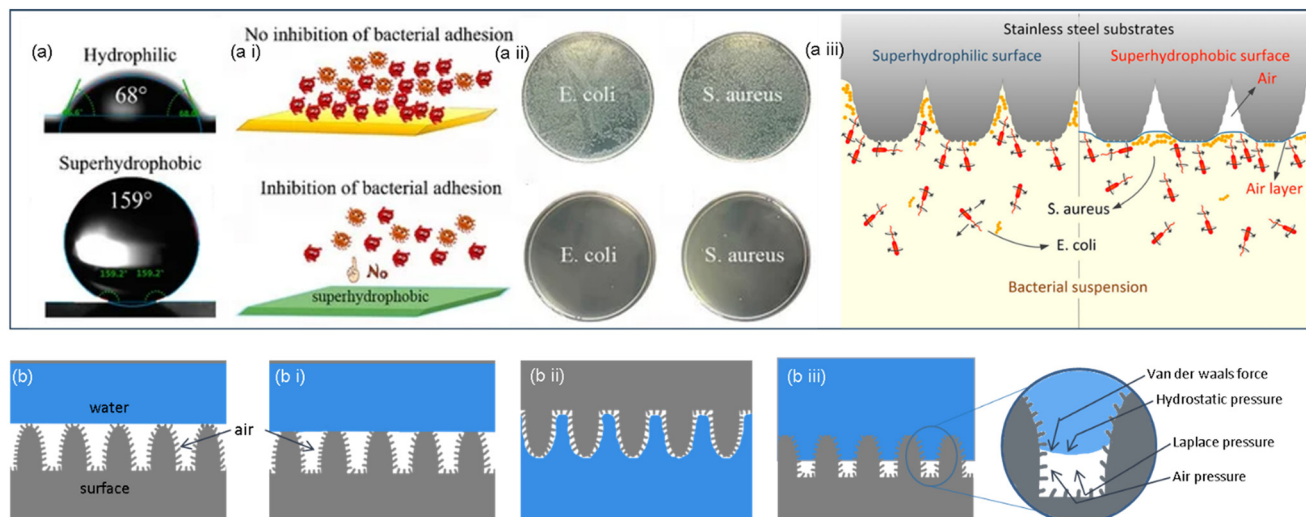 (a)
Hydrophilic
68°
Superhydrophobic
159°
159.2° 159.2°
(a i)
No inhibition of bacterial adhesion
Inhibition of bacterial adhesion
No
superhydrophobic
(a ii)
E. coli
S. aureus
E. coli
S. aureus
(a iii)
Stainless steel substrates
Superhydrophilic surface
Superhydrophobic surface
Air
Air layer
S. aureus
E. coli
Bacterial suspension
(b)
water
air
surface
(b i)
(b ii)
(b iii)
Van der waals force
Hydrostatic pressure
Laplace pressure
Air pressure